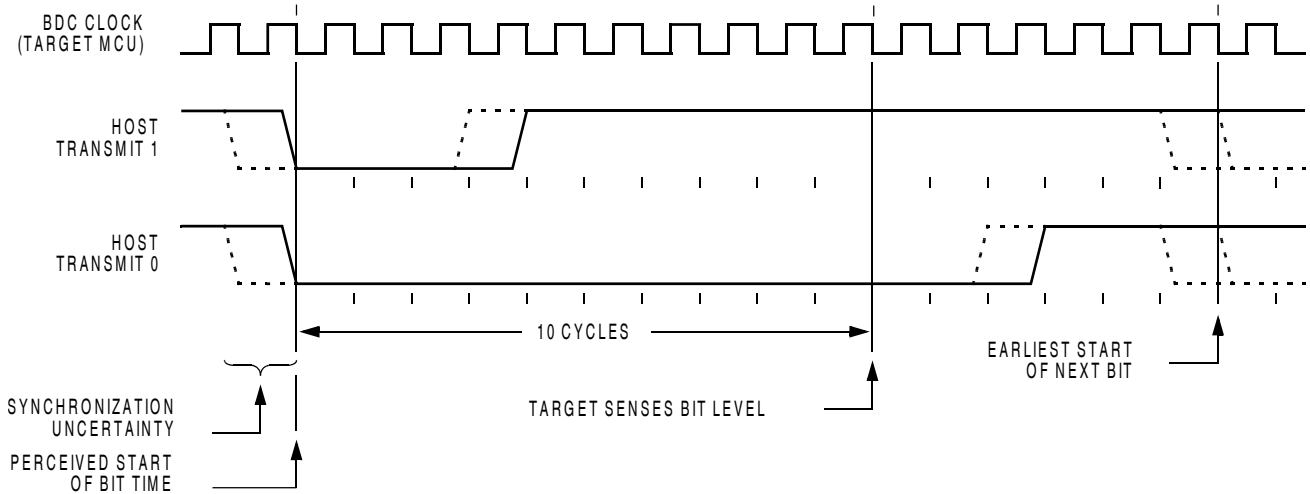 BDC CLOCK
(TARGET MCU)
HOST
TRANSMIT 1
HOST
TRANSMIT 0
10 CYCLES
EARLIEST START
OF NEXT BIT
SYNCHRONIZATION
UNCERTAINTY
TARGET SENSES BIT LEVEL
PERCEIVED START
OF BIT TIME